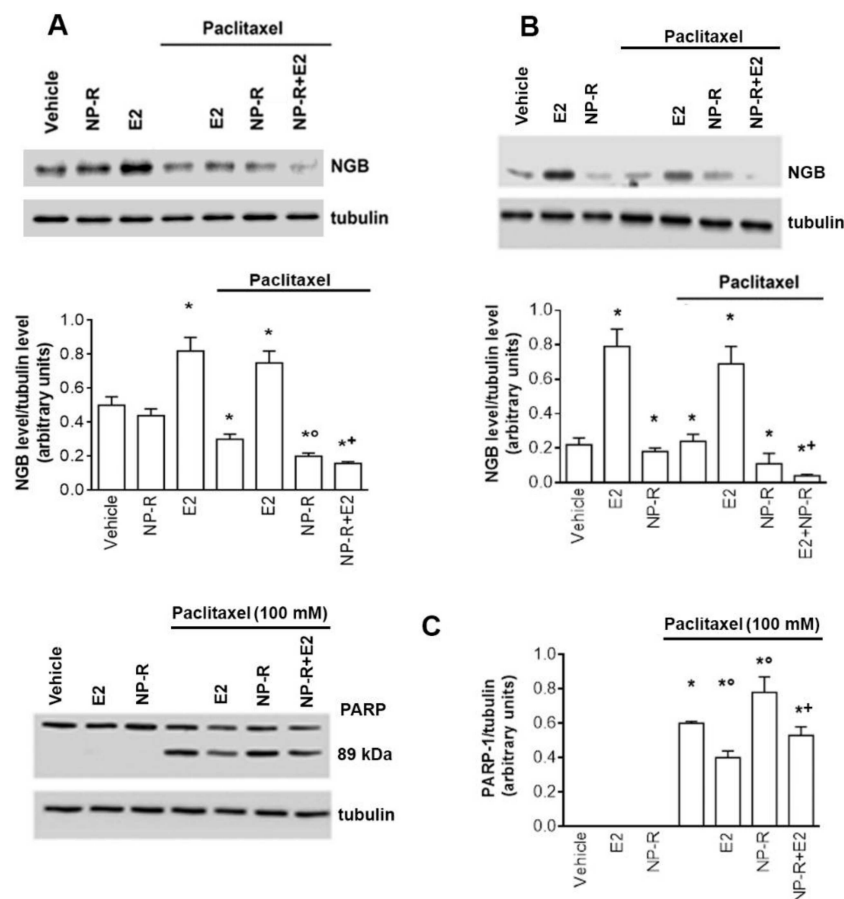 A
Paclitaxel
Vehicle
NP-R
E2
E2
NP-R
NP-R+E2
NGB
tubulin
Paclitaxel
NGB level/tubulin level
(arbitrary units)
1.0
0.8
0.6
0.4
0.2
0.0
*
*
*
*°
*+
Vehicle
NP-R
E2
E2
NP-R
NP-R+E2
B
Paclitaxel
Vehicle
E2
NP-R
E2
NP-R
NP-R+E2
NGB
tubulin
Paclitaxel
NGB level/tubulin level
(arbitrary units)
1.0
0.8
0.6
0.4
0.2
0.0
*
*
*
*
*
*+
Vehicle
E2
NP-R
E2
NP-R
E2+NP-R
Paclitaxel (100 mM)
Vehicle
E2
NP-R
E2
NP-R
NP-R+E2
PARP
89 kDa
tubulin
C
Paclitaxel (100 mM)
PARP-1/tubulin
(arbitrary units)
1.0
0.8
0.6
0.4
0.2
0.0
*
*°
*°
*+
Vehicle
E2
NP-R
E2
NP-R
NP-R+E2